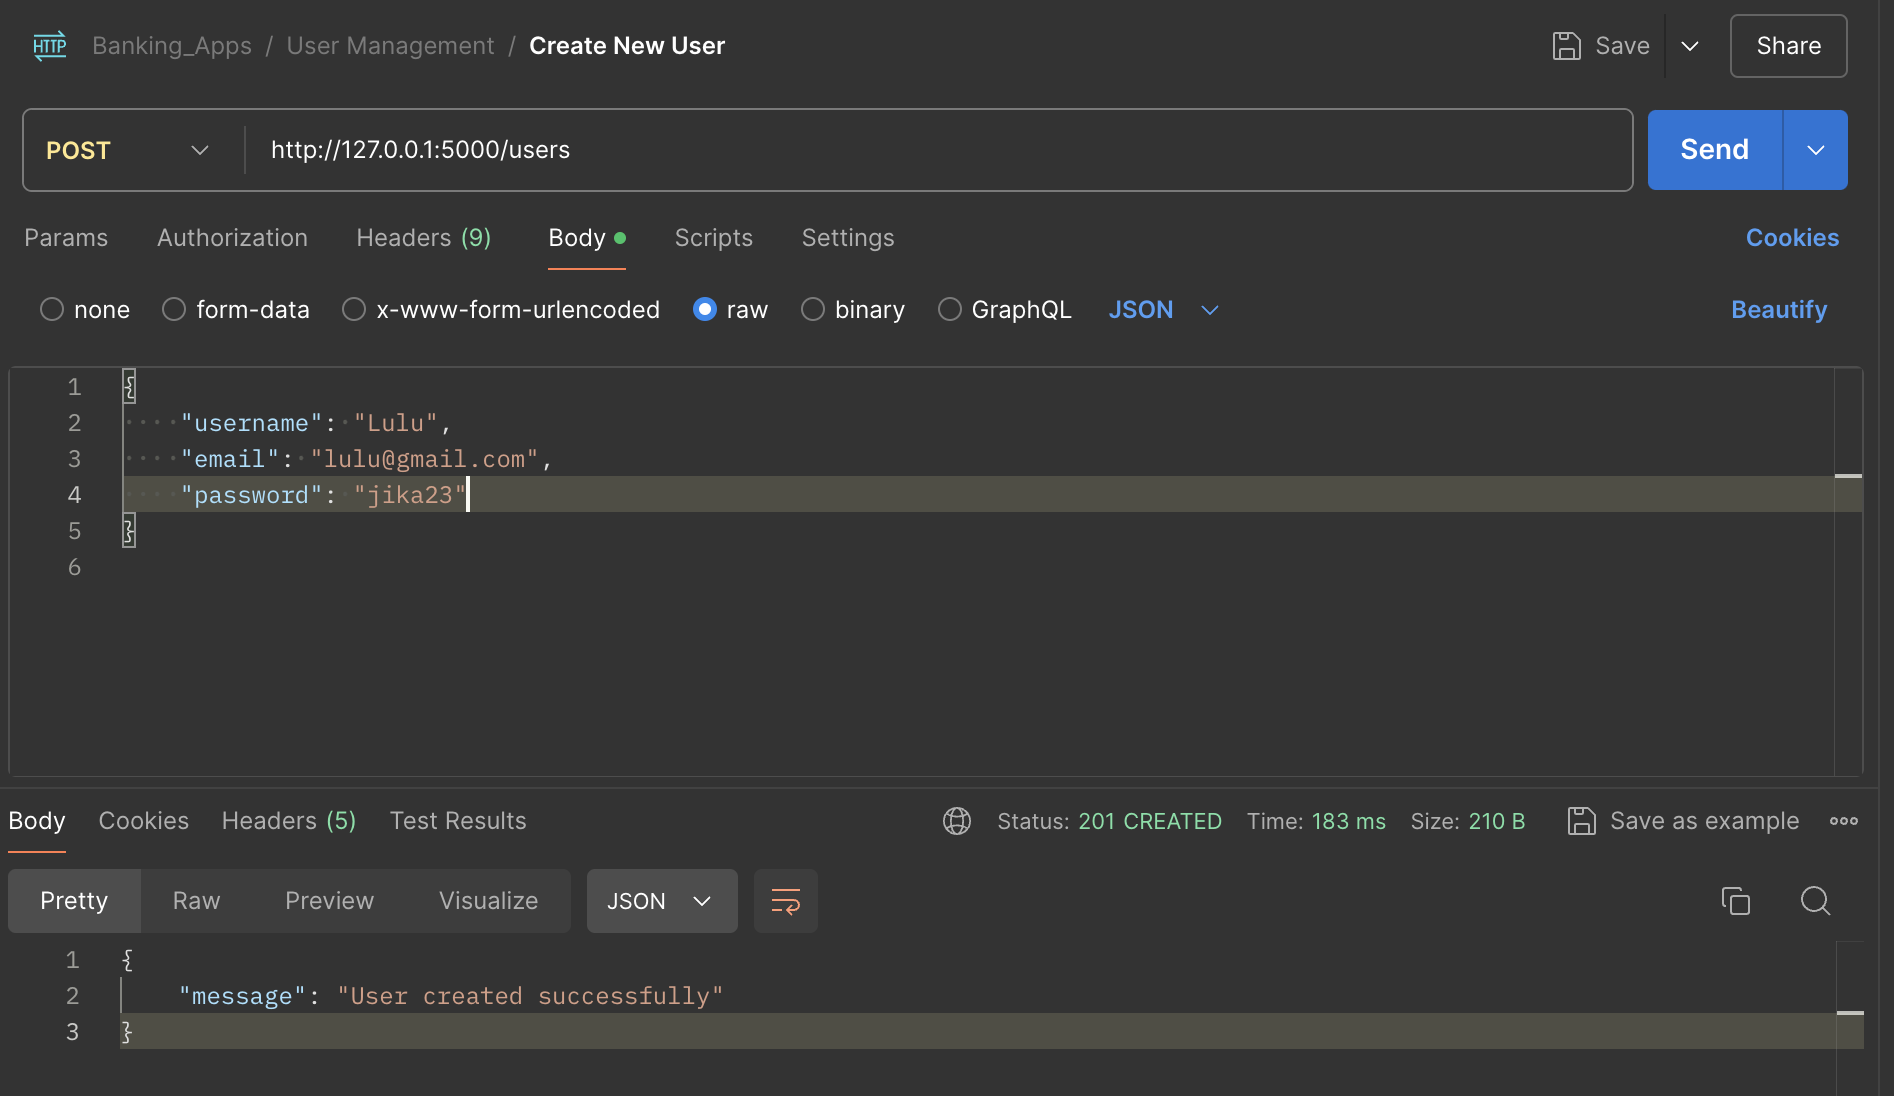 HTTP Banking_Apps / User Management / Create New User Save Share
POST http://127.0.0.1:5000/users Send
Params Authorization Headers (9) Body Scripts Settings Cookies
none form-data x-www-form-urlencoded raw binary GraphQL JSON Beautify
1 {
2 ····"username":·"Lulu",
3 ····"email":·"lulu@gmail.com",
4 ····"password":·"jika23"
5 }
6
Body Cookies Headers (5) Test Results Status: 201 CREATED Time: 183 ms Size: 210 B Save as example
Pretty Raw Preview Visualize JSON
1 {
2 "message": "User created successfully"
3 }